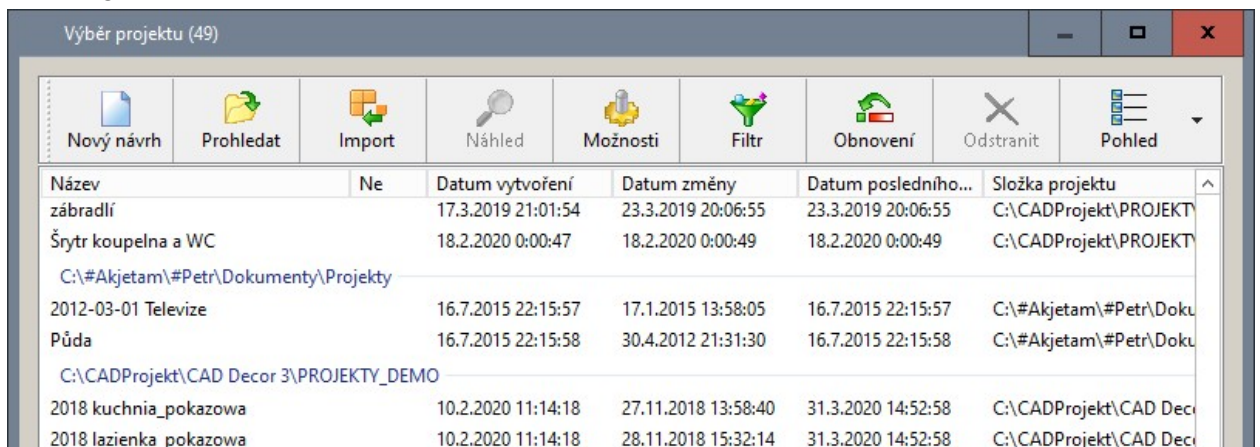 Výběr projektu (49)
Nový návrh Prohledat Import Náhled Možnosti Filtr Obnovení Odstranit Pohled
Název Ne Datum vytvoření Datum změny Datum posledního... Složka projektu
zábradlí 17.3.2019 21:01:54 23.3.2019 20:06:55 23.3.2019 20:06:55 C:\CADProjekt\PROJEKT
Šrytr koupelna a WC 18.2.2020 0:00:47 18.2.2020 0:00:49 18.2.2020 0:00:49 C:\CADProjekt\PROJEKT
C:\#Akjetam\#Petr\Dokumenty\Projekty
2012-03-01 Televize 16.7.2015 22:15:57 17.1.2015 13:58:05 16.7.2015 22:15:57 C:\#Akjetam\#Petr\Doku
Půda 16.7.2015 22:15:58 30.4.2012 21:31:30 16.7.2015 22:15:58 C:\#Akjetam\#Petr\Doku
C:\CADProjekt\CAD Decor 3\PROJEKTY_DEMO
2018 kuchnia_pokazowa 10.2.2020 11:14:18 27.11.2018 13:58:40 31.3.2020 14:52:58 C:\CADProjekt\CAD Deco
2018 lazienka_pokazowa 10.2.2020 11:14:18 28.11.2018 15:32:14 31.3.2020 14:52:58 C:\CADProjekt\CAD Deco